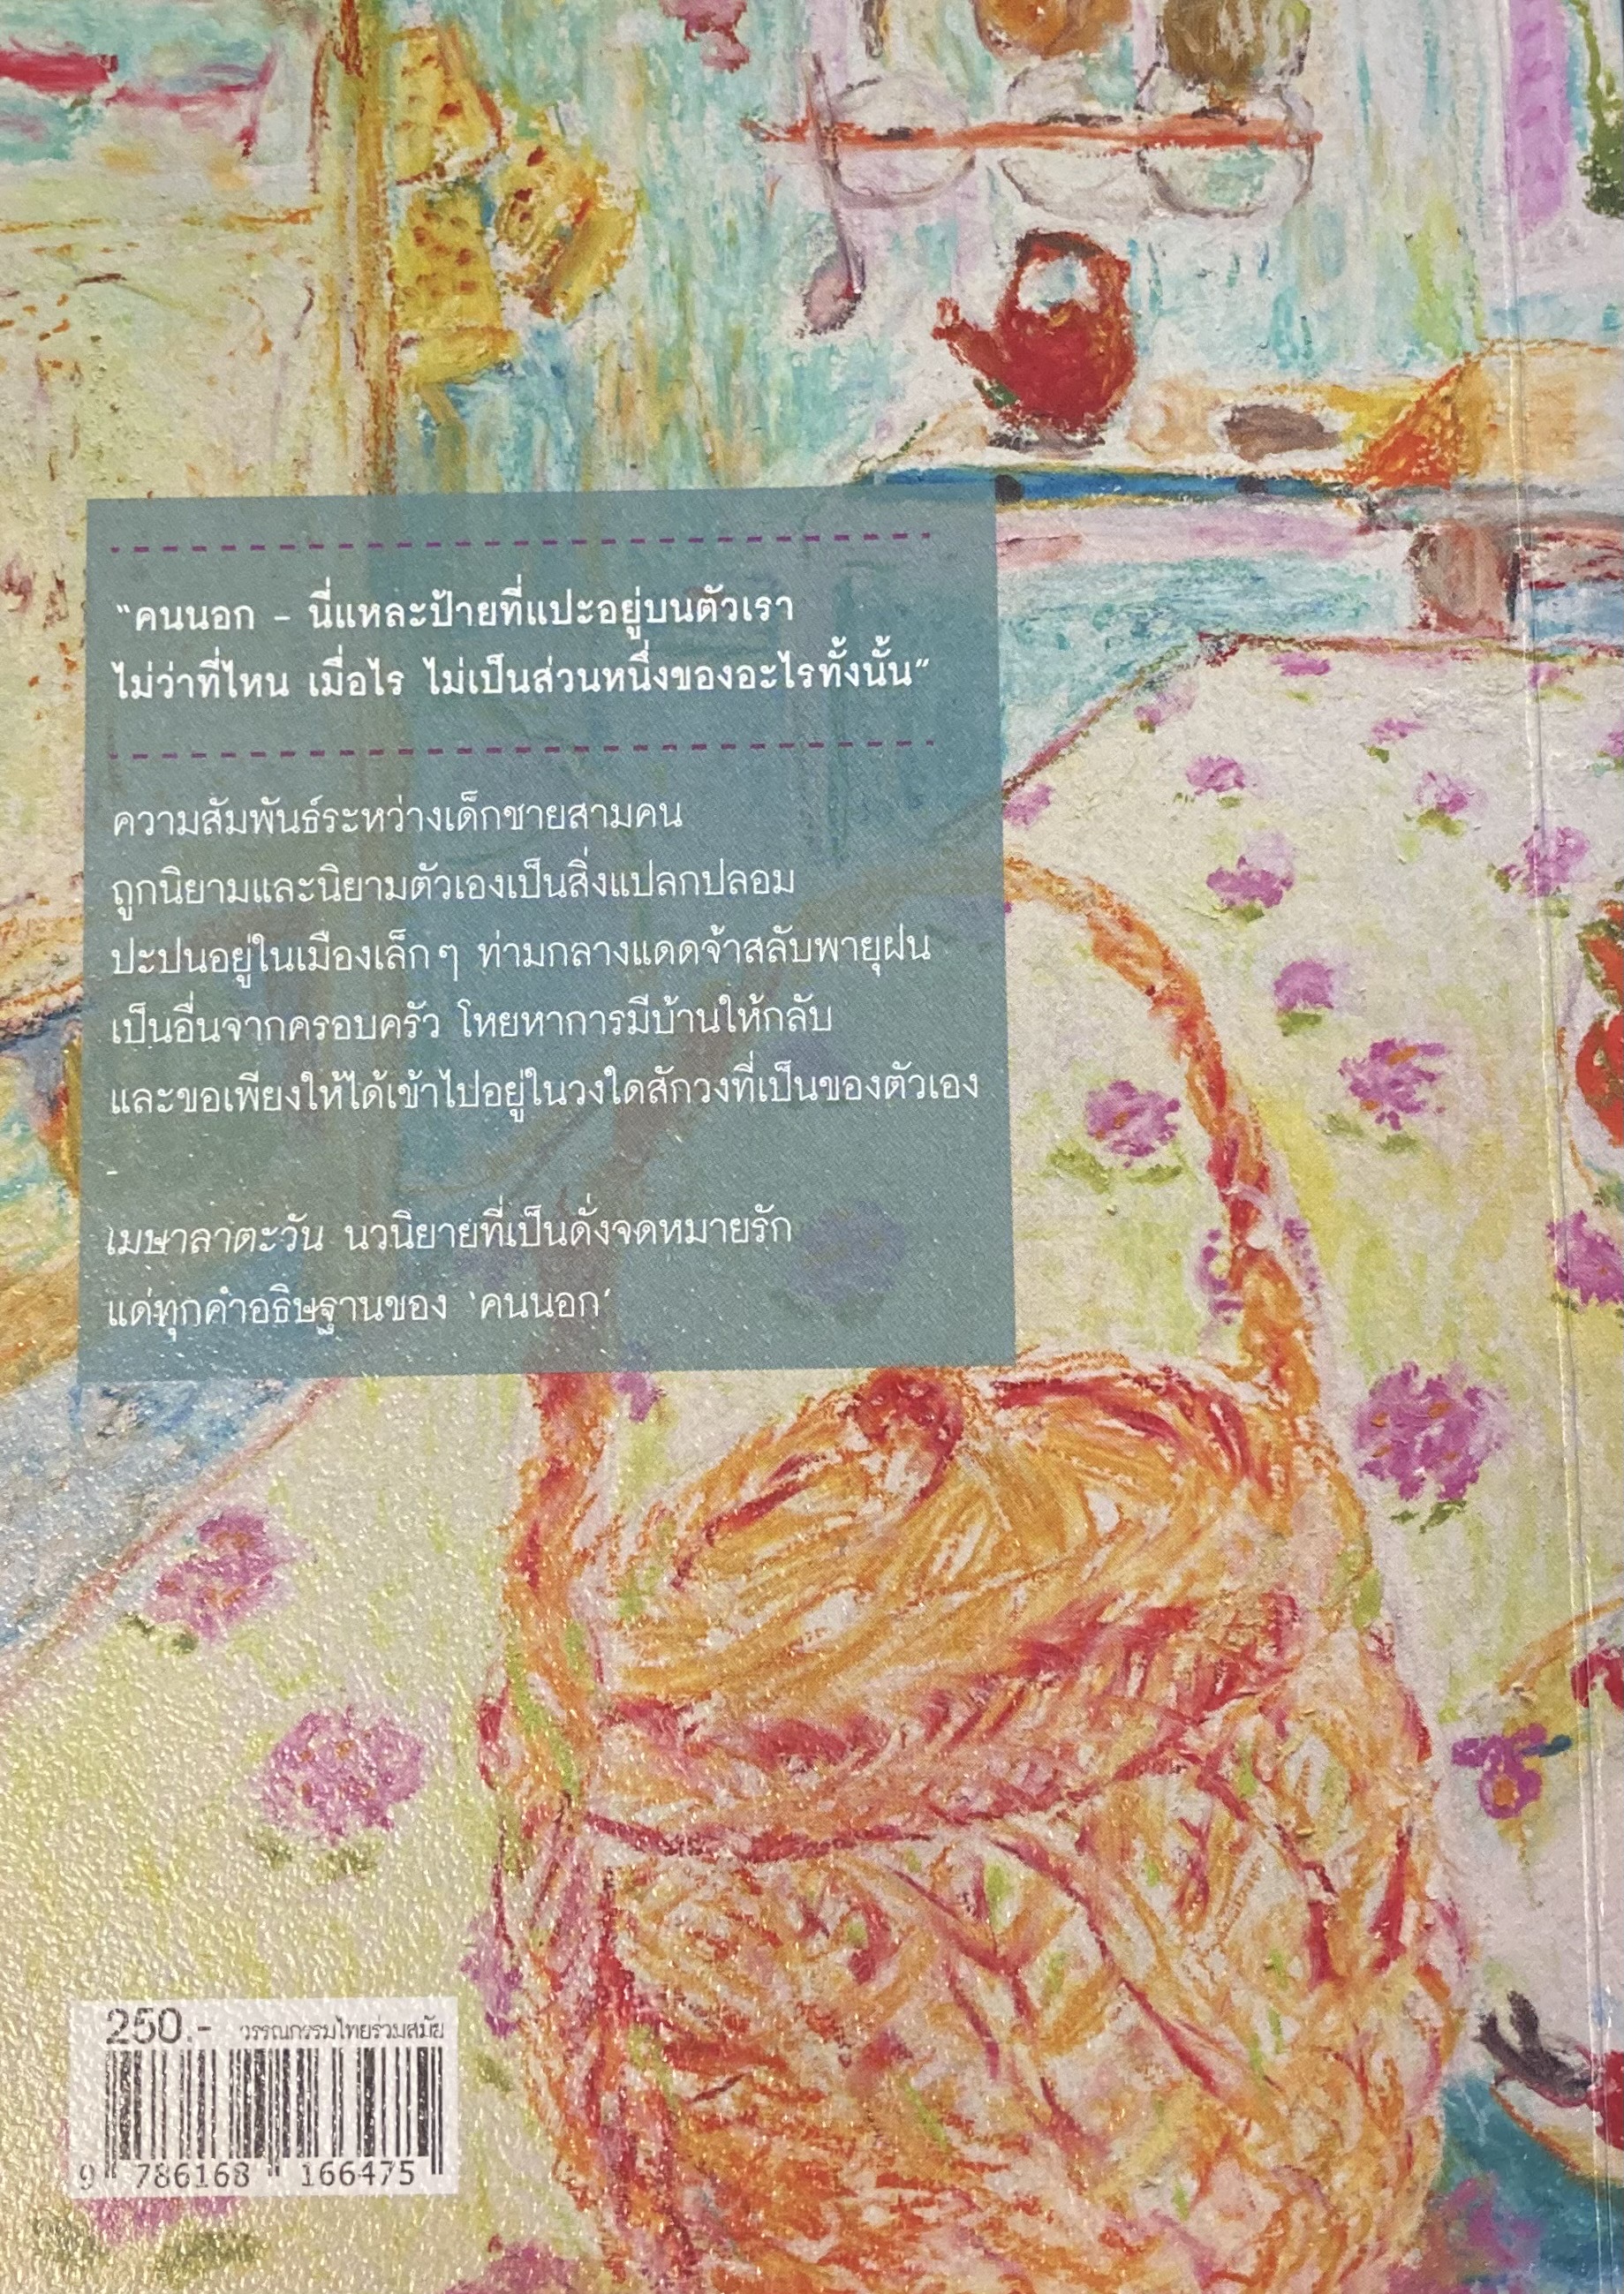 "คนนอก – นี่แหละป้ายที่แปะอยู่บนตัวเรา
ไม่ว่าที่ไหน เมื่อไร ไม่เป็นส่วนหนึ่งของอะไรทั้งนั้น"
ความสัมพันธ์ระหว่างเด็กชายสามคน
ถูกนิยามและนิยามตัวเองเป็นสิ่งแปลกปลอม
ปะปนอยู่ในเมืองเล็กๆ ท่ามกลางแดดจ้าสลับพายุฝน
เป็นอื่นจากครอบครัว โหยหาการมีบ้านให้กลับ
และขอเพียงให้ได้เข้าไปอยู่ในวงใดสักวงที่เป็นของตัวเอง
-
เมษาลาตะวัน นวนิยายที่เป็นดั่งจดหมายรัก
แด่ทุกคำอธิษฐานของ 'คนนอก'
250.- วรรณกรรมไทยร่วมสมัย
9 786168 166475